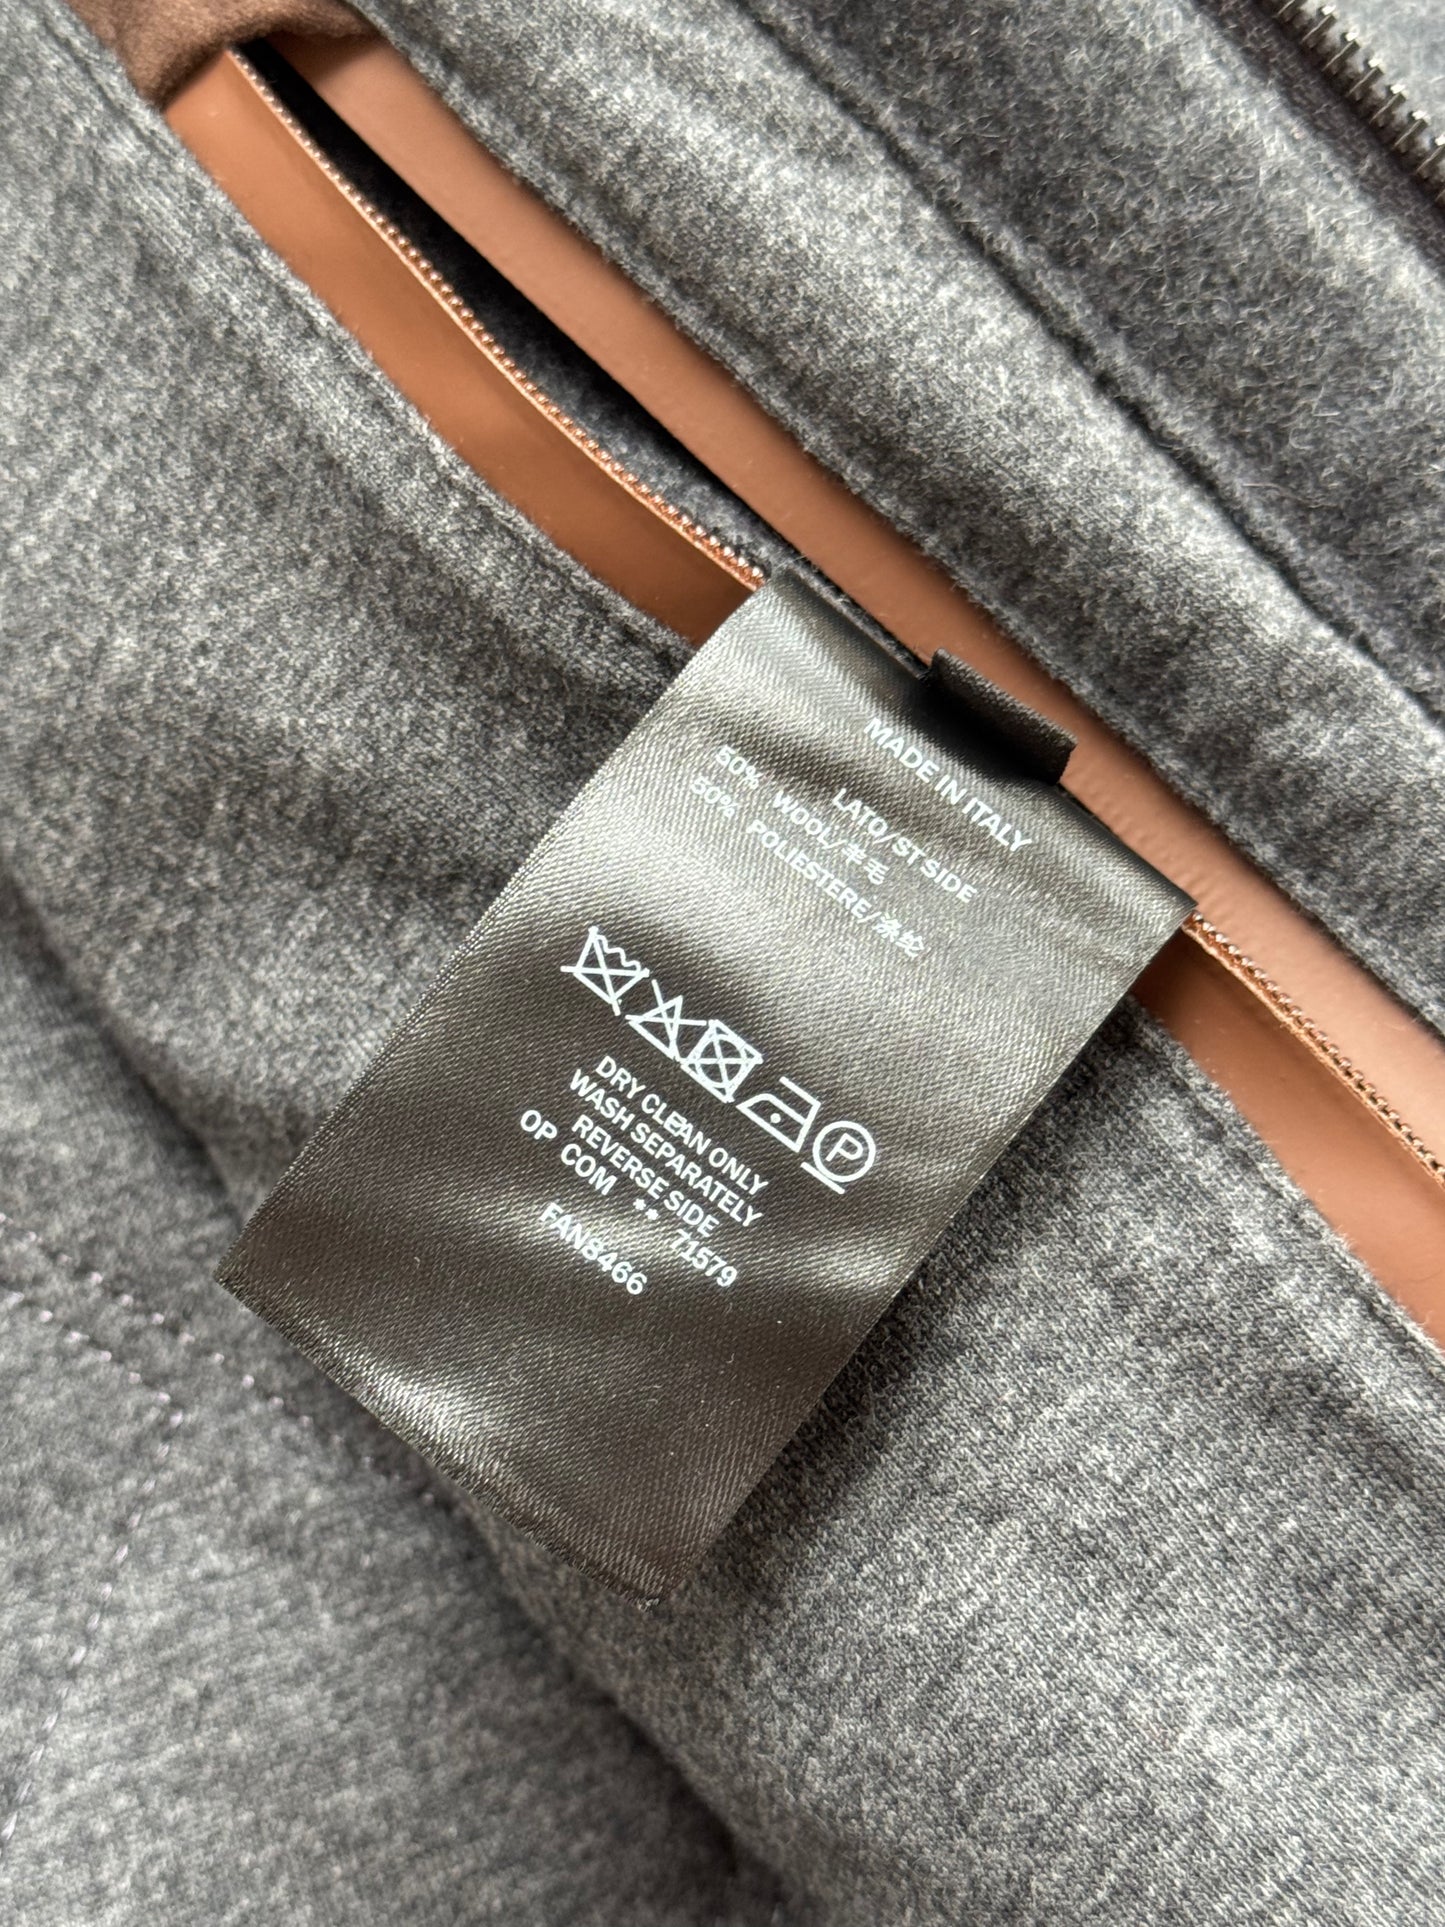 MADE IN ITALY
LATO/ST SIDE
50% WOOL/羊毛
50% POLIESTERE/涤纶
P
DRY CLEAN ONLY
WASH SEPARATELY
REVERSE SIDE
OP COM ** 71579
FAN8466